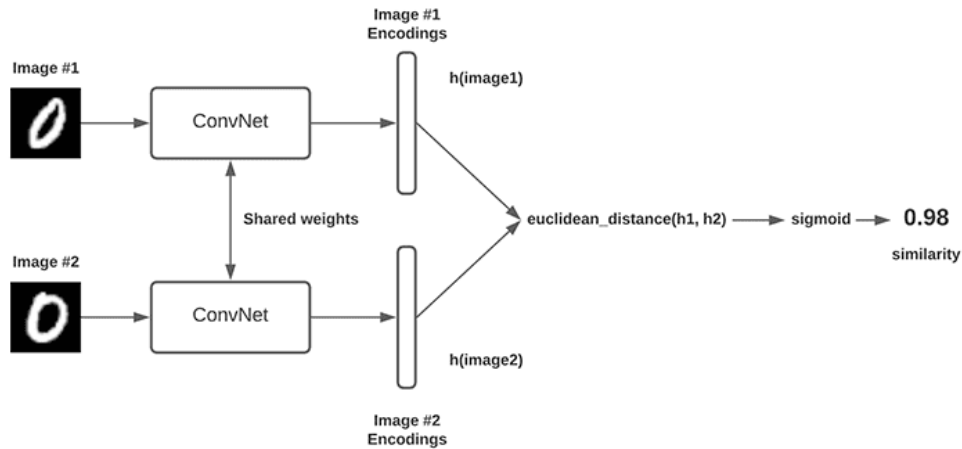 Image #1
Encodings
Image #1
h(image1)
ConvNet
Shared weights
euclidean_distance(h1, h2)
sigmoid
0.98
similarity
Image #2
ConvNet
h(image2)
Image #2
Encodings